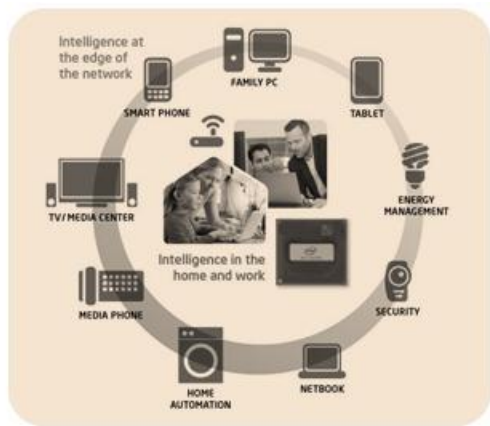 Intelligence at
the edge of
the network
FAMILY PC
SMART PHONE
TABLET
TV/MEDIA CENTER
ENERGY
MANAGEMENT
Intelligence in the
home and work
MEDIA PHONE
SECURITY
HOME
AUTOMATION
NETBOOK